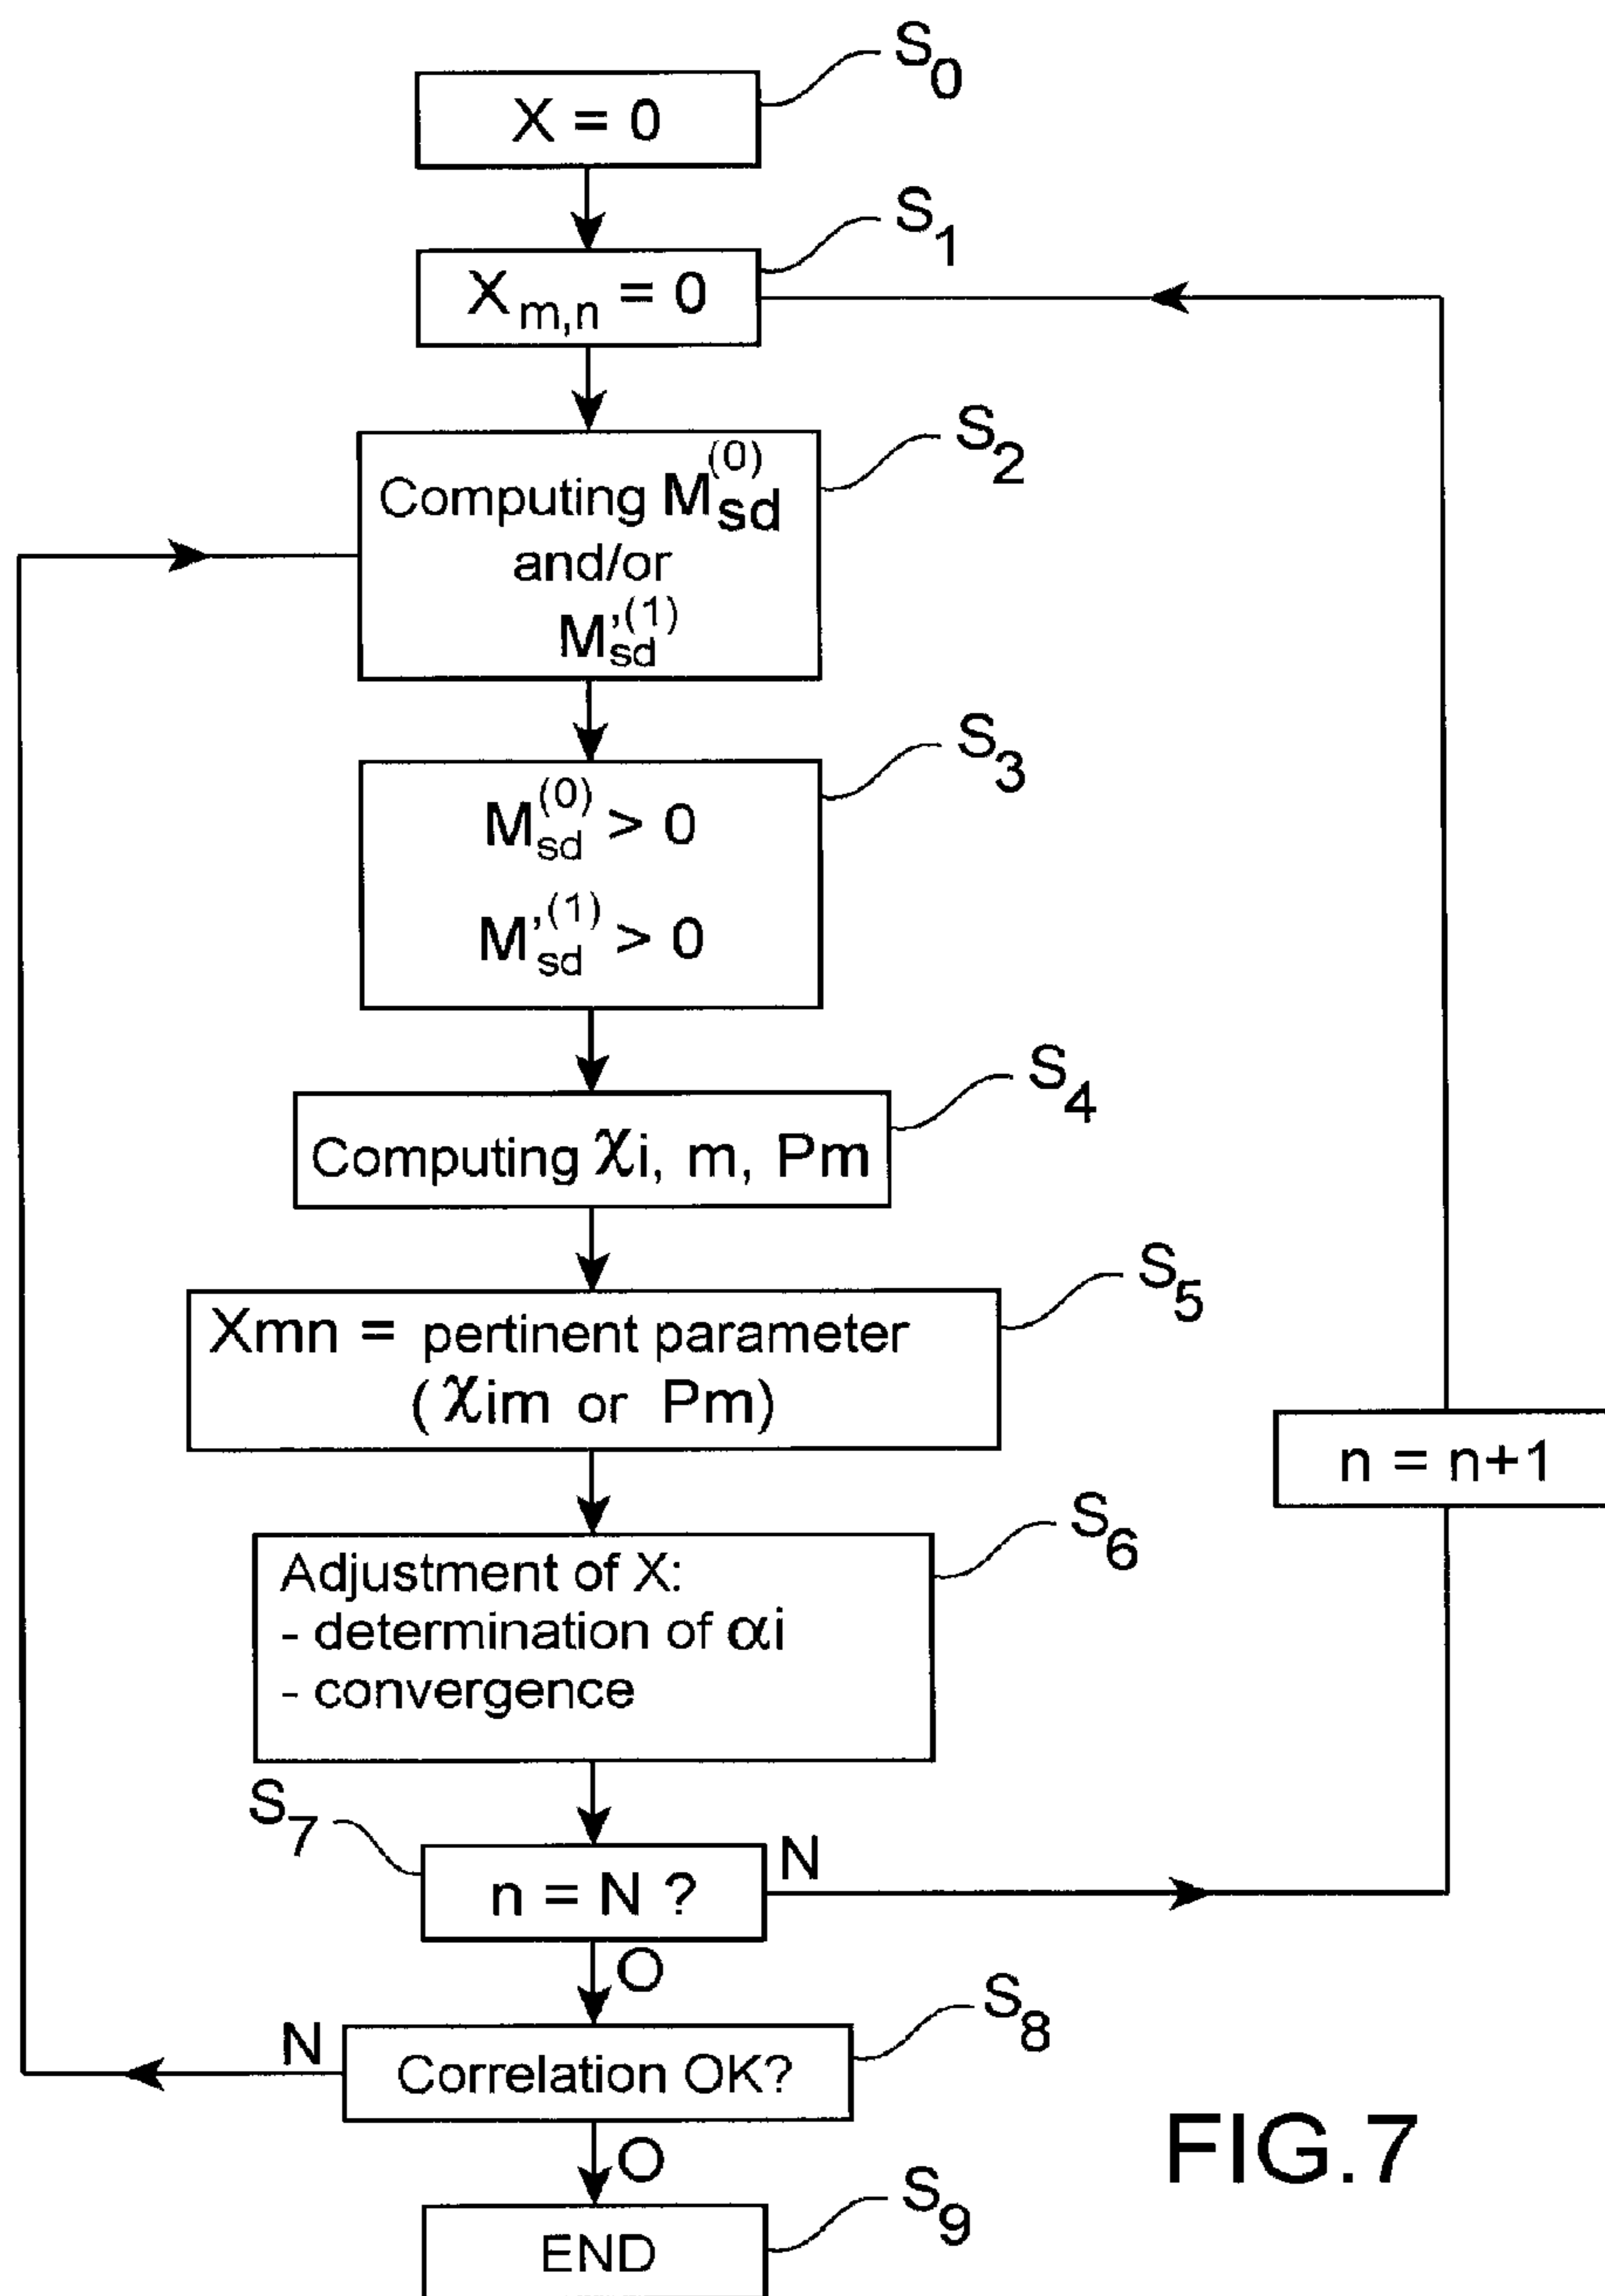 S0
X = 0
S1
Xm,n = 0
S2
Computing Msd(0)
and/or
M'sd(1)
S3
Msd(0) > 0
M'sd(1) > 0
S4
Computing χi, m, Pm
S5
Xmn = pertinent parameter
(χim or Pm)
n = n+1
S6
Adjustment of X:
- determination of αi
- convergence
S7
n = N ?
N
O
S8
N
Correlation OK?
O
S9
END
FIG.7